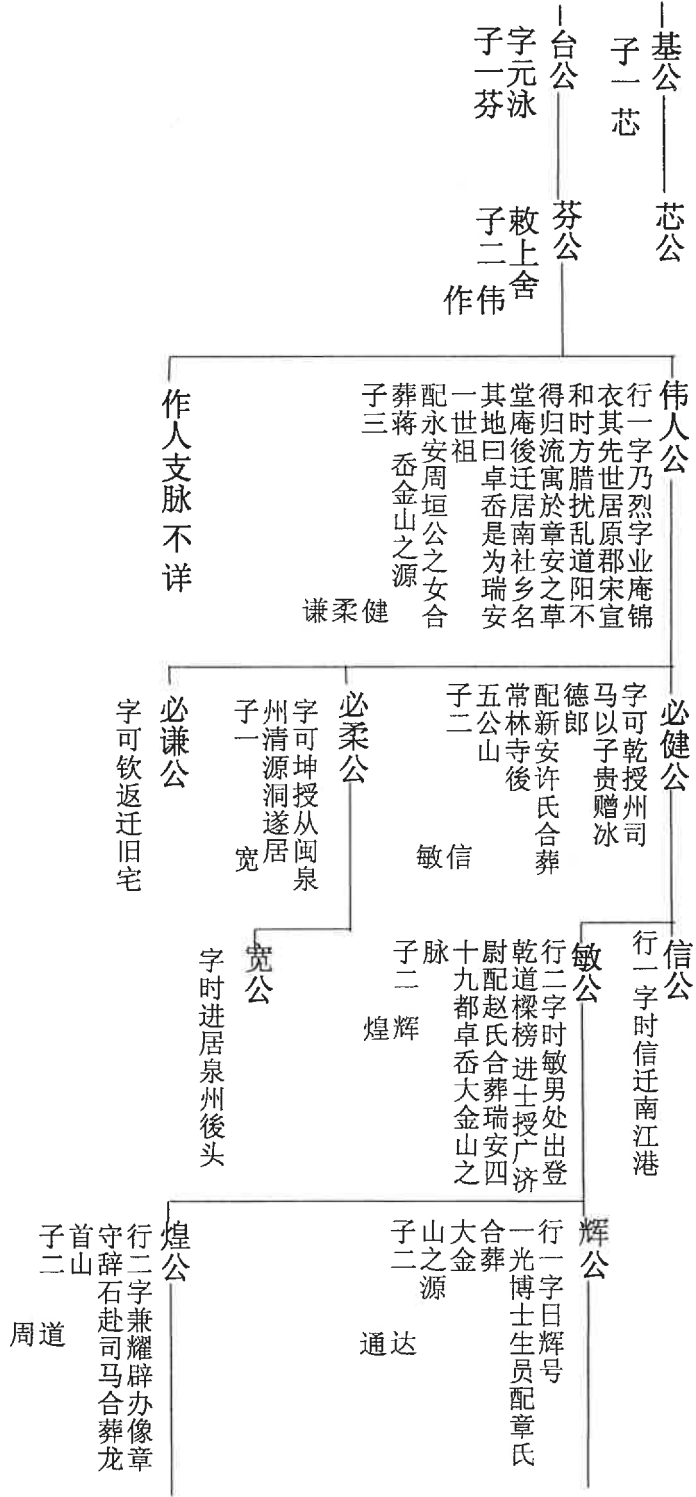 基公
子一 芯
台公
字元泳
子一芬
芯公
芬公
敕上舍
子二
伟
作
伟人公
行一字乃烈字业庵锦
衣其先世居原郡宋宣
和时方腊扰乱道阳不
得归流寓於章安之草
堂庵後迁居南社乡名
其地曰卓岙是为瑞安
一世祖
配永安周垣公之女合
葬蒋岙金山之源
子三
健
柔
谦
作人支脉不详
必健公
字可乾授州司
马以子贵赠冰
德郎
配新安许氏合葬
常林寺後
五公山
子二
信
敏
必柔公
字可坤授从闽泉
州清源洞遂居
子一
宽
必谦公
字可钦返迁旧宅
信公
行一字时信迁南江港
敏公
行二字时敏男处出登
乾道樑榜进士授广济
尉配赵氏合葬瑞安四
十九都卓岙大金山之
脉
子二
辉
煌
宽公
字时进居泉州後头
辉公
行一字日辉号
一光博士生员配章氏
合葬
大金
山之源
子二
达
通
煌公
行二字兼耀辟办像章
守辞石赴司马合葬龙
首山
子二
道
周